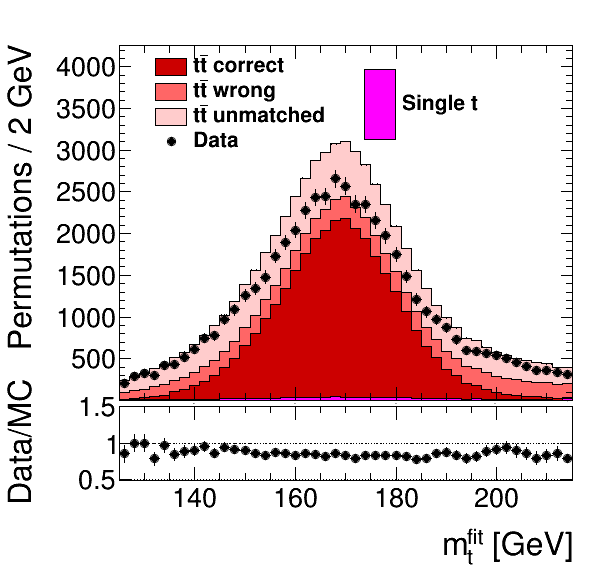 Permutations / 2 GeV
4000
3500
3000
2500
2000
1500
1000
500
tt̄ correct
tt̄ wrong
tt̄ unmatched
Data
Single t
Data/MC
1.5
1
0.5
140 160 180 200
m_t^fit [GeV]